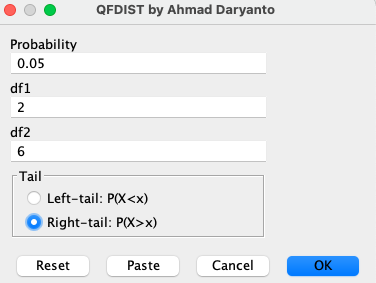 QFDIST by Ahmad Daryanto
Probability
0.05
df1
2
df2
6
Tail
Left-tail: P(X<x)
Right-tail: P(X>x)
Reset Paste Cancel OK